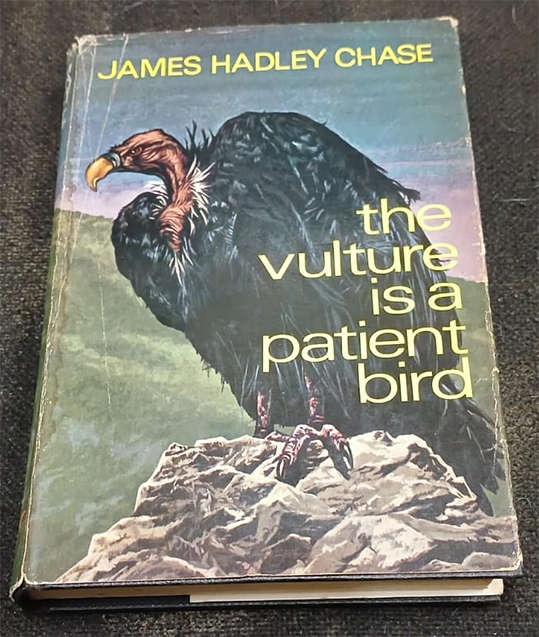 JAMES HADLEY CHASE
the
vulture
is a
patient
bird